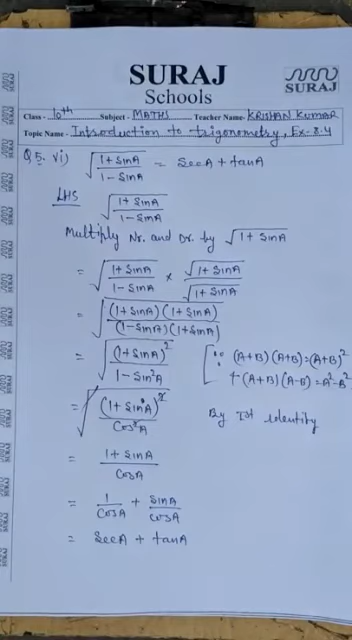 SURAJ
Schools
SURAJ
Class - 10th Subject - MATHS Teacher Name - KRISHAN KUMAR
Topic Name - Introduction to trigonometry, Ex-8.4
Q5. vi) √((1 + SinA)/(1 - SinA)) = SecA + tanA
LHS √((1 + SinA)/(1 - SinA))
Multiply Nr. and Dr. by √(1 + SinA)
= √((1 + SinA)/(1 - SinA)) × √(1 + SinA)/√(1 + SinA)
= √((1 + SinA)(1 + SinA)/(1 - SinA)(1 + SinA))
= √((1 + SinA)²/(1 - Sin²A)) [∵ (A+B)(A+B) = (A+B)²
+ (A+B)(A-B) = A²-B²
= √((1 + SinA)²/Cos²A) By Ist identity
= (1 + SinA)/CosA
= 1/CosA + SinA/CosA
= SecA + tanA